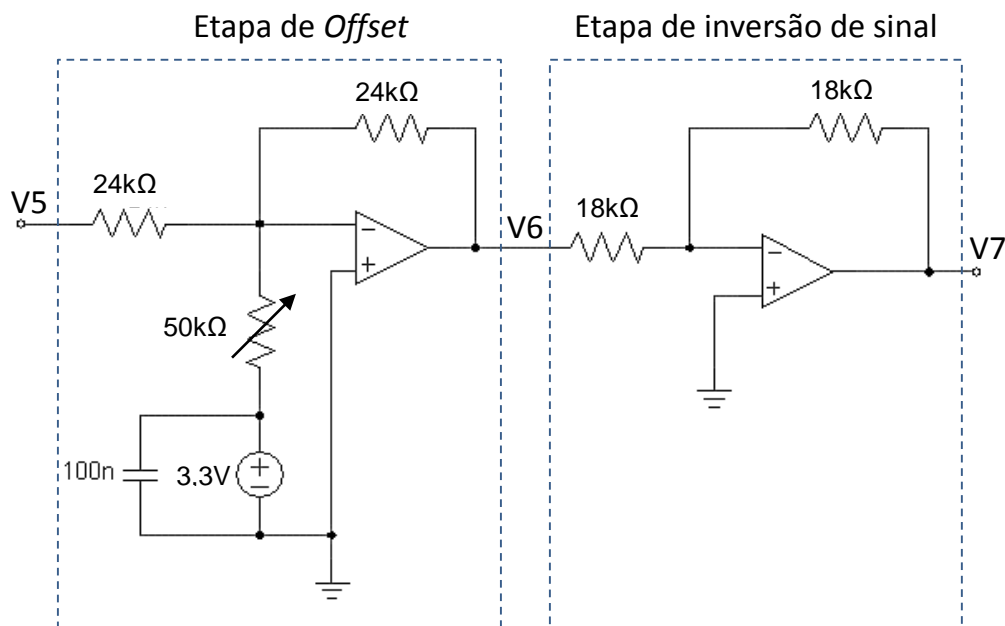 Etapa de Offset
Etapa de inversão de sinal
24kΩ
18kΩ
V5
24kΩ
V6
18kΩ
V7
50kΩ
100n
3.3V